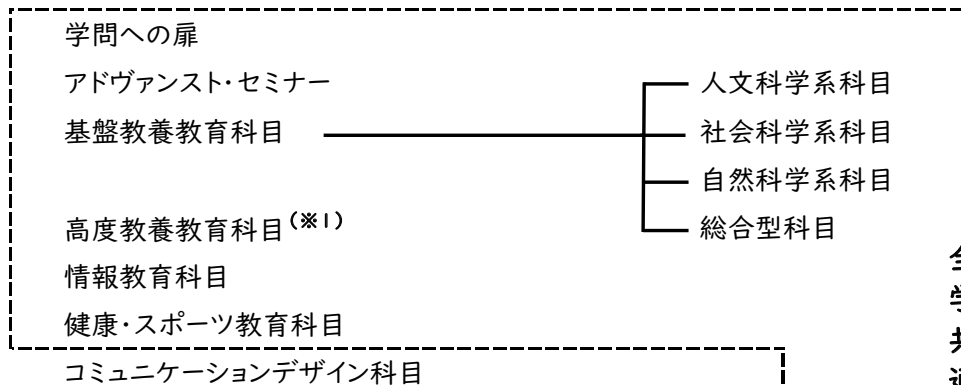 学問への扉
アドヴァンスト・セミナー
基盤教養教育科目
人文科学系科目
社会科学系科目
自然科学系科目
総合型科目
高度教養教育科目(※1)
情報教育科目
健康・スポーツ教育科目
コミュニケーションデザイン科目
全
学
共